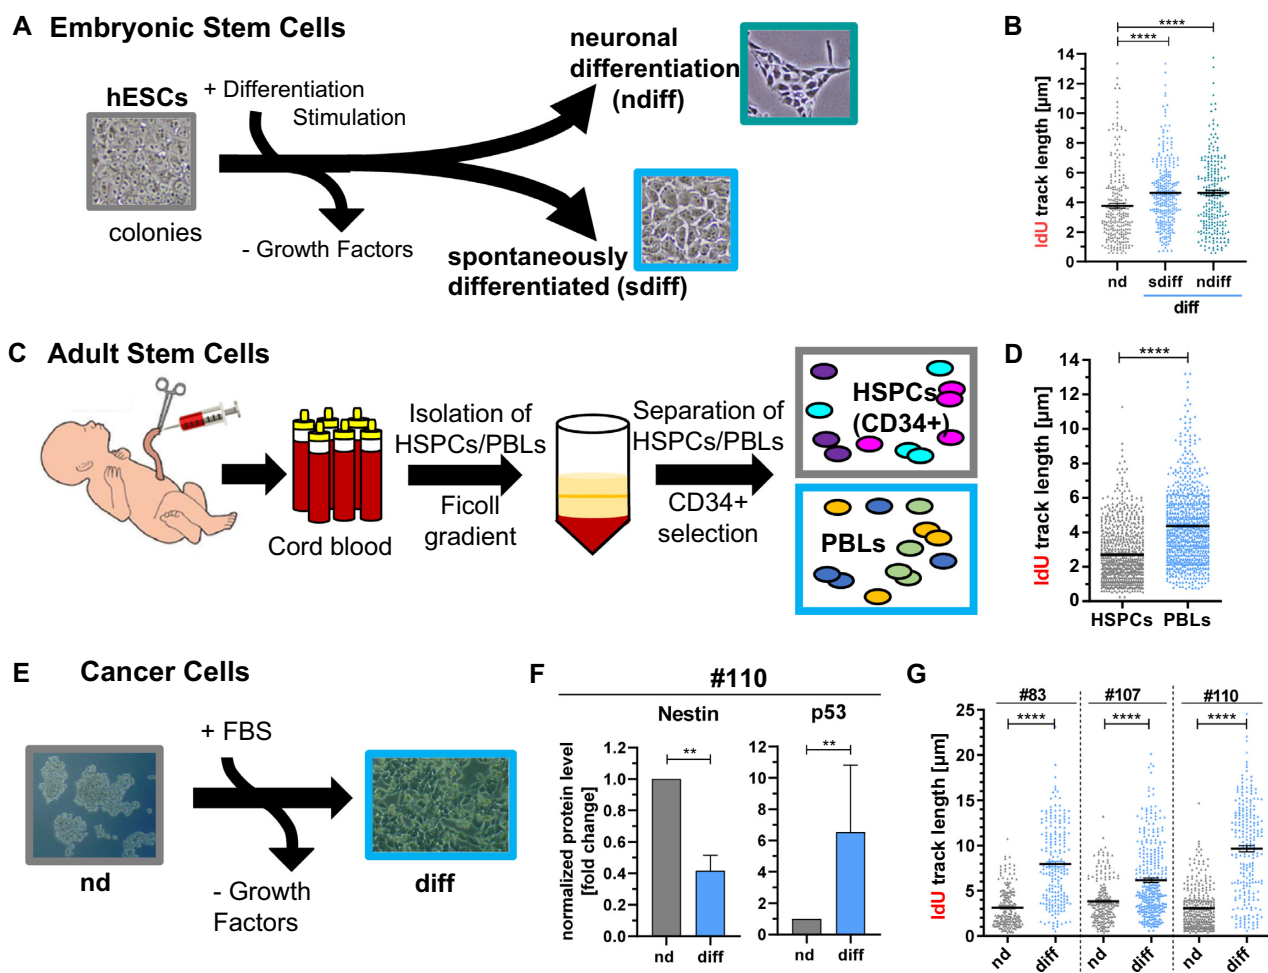 A Embryonic Stem Cells
hESCs
colonies
+ Differentiation
Stimulation
- Growth Factors
neuronal
differentiation
(ndiff)
spontaneously
differentiated (sdiff)
B
IdU track length [µm]
14
12
10
8
6
4
2
0
****
****
nd
sdiff
ndiff
diff
C Adult Stem Cells
Cord blood
Isolation of
HSPCs/PBLs
Ficoll
gradient
Separation of
HSPCs/PBLs
CD34+
selection
HSPCs
(CD34+)
PBLs
D
IdU track length [µm]
14
12
10
8
6
4
2
0
****
HSPCs
PBLs
E Cancer Cells
nd
+ FBS
- Growth
Factors
diff
F
#110
Nestin
p53
normalized protein level
[fold change]
1.2
1.0
0.8
0.6
0.4
0.2
0.0
**
nd
diff
12
10
8
6
4
2
0
**
nd
diff
G
#83
#107
#110
IdU track length [µm]
25
20
15
10
5
0
****
****
****
nd
diff
nd
diff
nd
diff